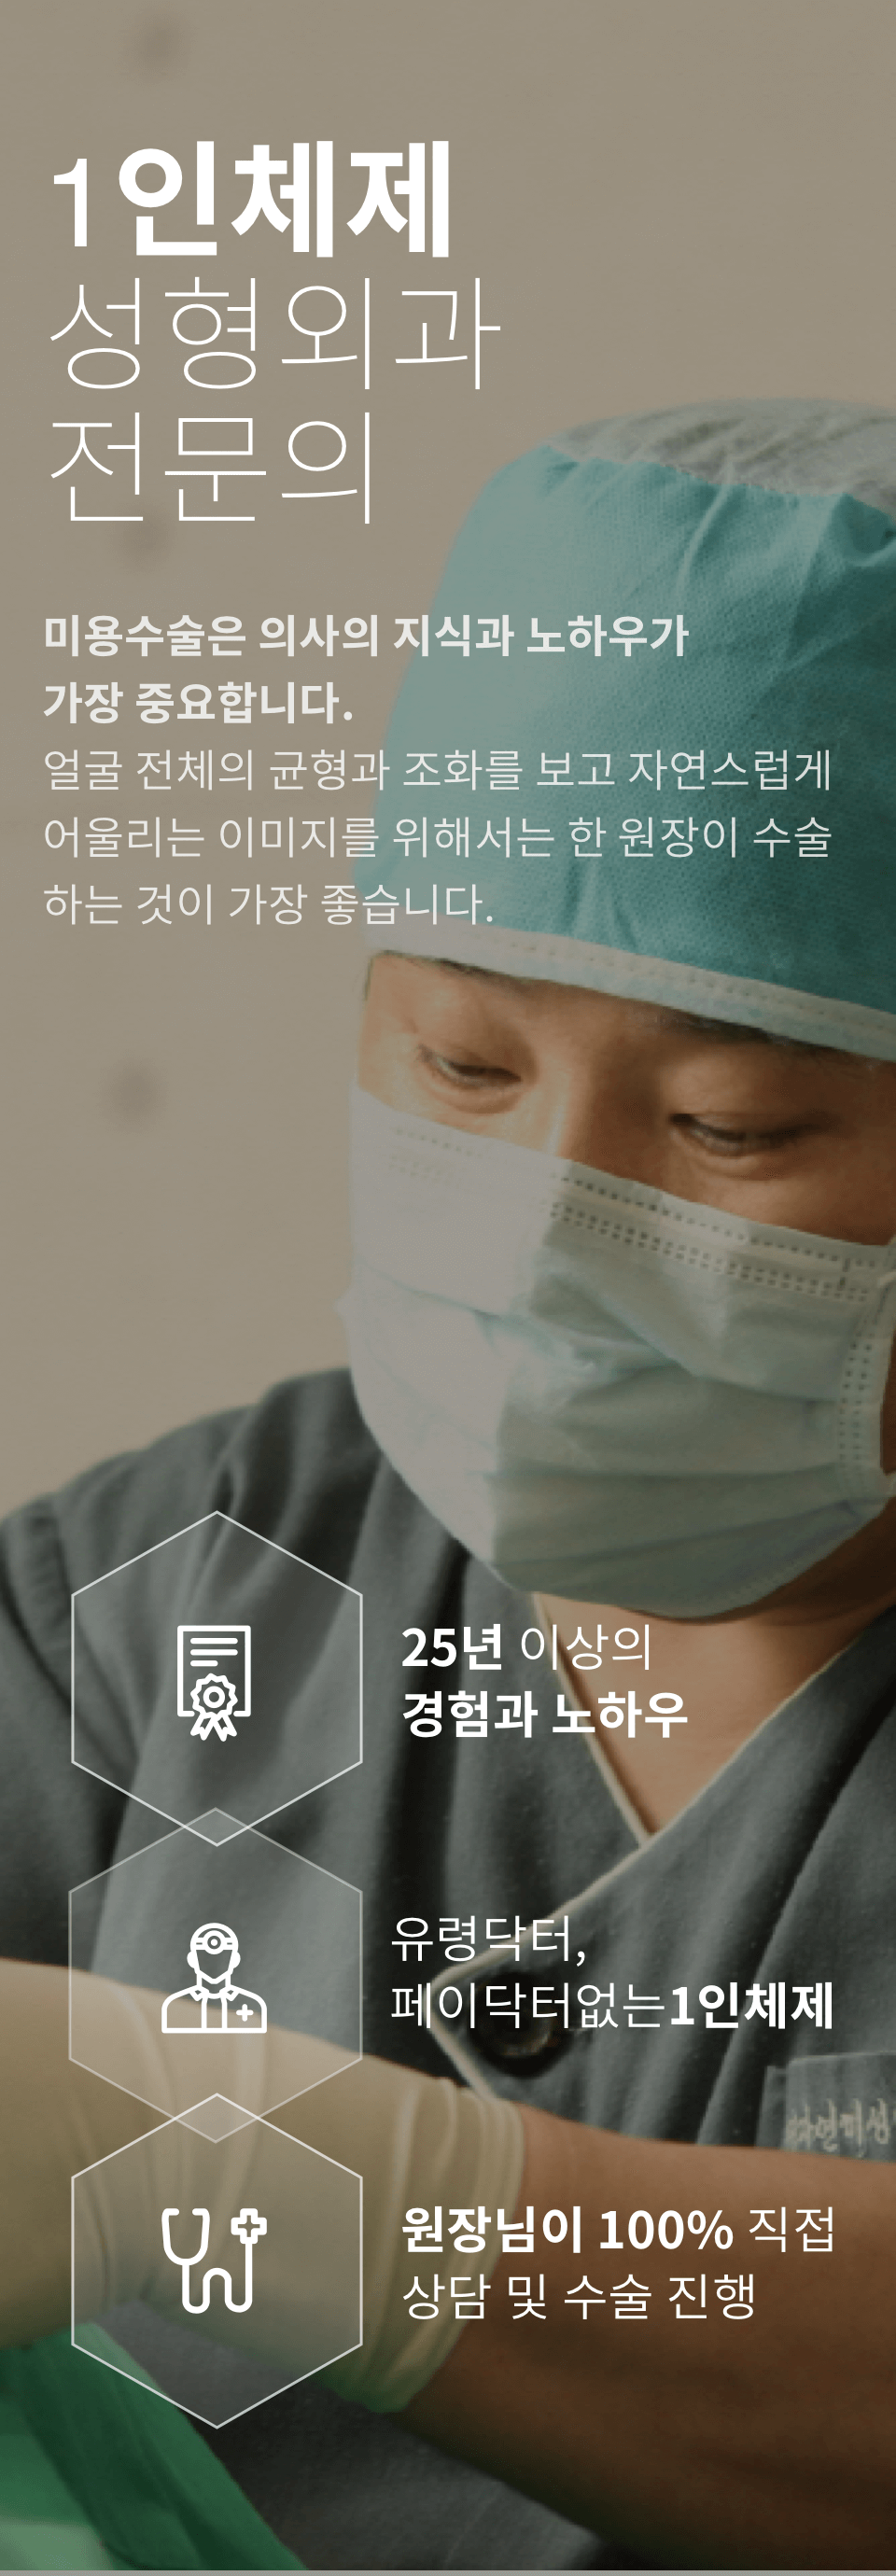 1인체제
성형외과
전문의
미용수술은 의사의 지식과 노하우가
가장 중요합니다.
얼굴 전체의 균형과 조화를 보고 자연스럽게
어울리는 이미지를 위해서는 한 원장이 수술
하는 것이 가장 좋습니다.
25년 이상의
경험과 노하우
유령닥터,
페이닥터없는1인체제
원장님이 100% 직접
상담 및 수술 진행